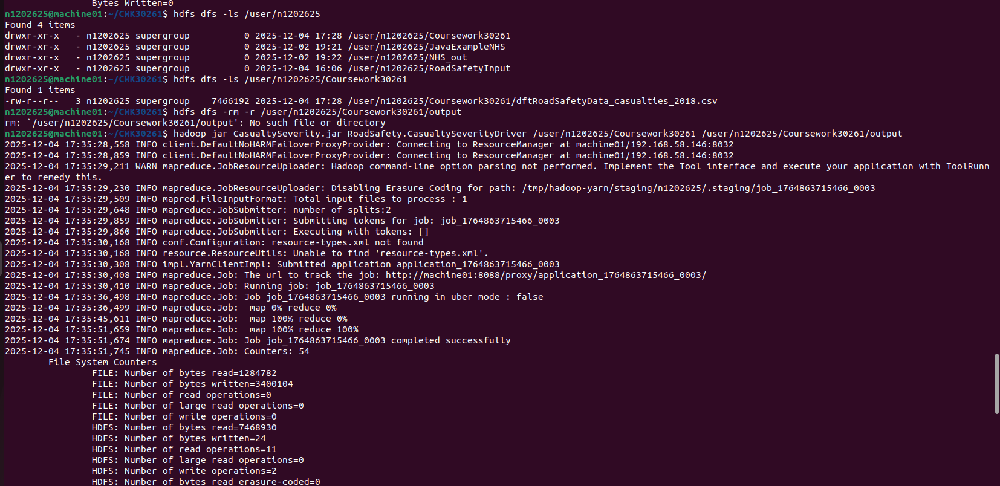 Bytes Written=0
n1202625@machine01:~/CWK30261$ hdfs dfs -ls /user/n1202625
Found 4 items
drwxr-xr-x   - n1202625 supergroup          0 2025-12-04 17:28 /user/n1202625/Coursework30261
drwxr-xr-x   - n1202625 supergroup          0 2025-12-02 19:21 /user/n1202625/JavaExampleNHS
drwxr-xr-x   - n1202625 supergroup          0 2025-12-02 19:22 /user/n1202625/NHS_out
drwxr-xr-x   - n1202625 supergroup          0 2025-12-04 16:06 /user/n1202625/RoadSafetyInput
n1202625@machine01:~/CWK30261$ hdfs dfs -ls /user/n1202625/Coursework30261
Found 1 items
-rw-r--r--   3 n1202625 supergroup    7466192 2025-12-04 17:28 /user/n1202625/Coursework30261/dftRoadSafetyData_casualties_2018.csv
n1202625@machine01:~/CWK30261$ hdfs dfs -rm -r /user/n1202625/Coursework30261/output
rm: `/user/n1202625/Coursework30261/output': No such file or directory
n1202625@machine01:~/CWK30261$ hadoop jar CasualtySeverity.jar RoadSafety.CasualtySeverityDriver /user/n1202625/Coursework30261 /user/n1202625/Coursework30261/output
2025-12-04 17:35:28,558 INFO client.DefaultNoHARMFailoverProxyProvider: Connecting to ResourceManager at machine01/192.168.58.146:8032
2025-12-04 17:35:28,859 INFO client.DefaultNoHARMFailoverProxyProvider: Connecting to ResourceManager at machine01/192.168.58.146:8032
2025-12-04 17:35:29,211 WARN mapreduce.JobResourceUploader: Hadoop command-line option parsing not performed. Implement the Tool interface and execute your application with ToolRunn
er to remedy this.
2025-12-04 17:35:29,230 INFO mapreduce.JobResourceUploader: Disabling Erasure Coding for path: /tmp/hadoop-yarn/staging/n1202625/.staging/job_1764863715466_0003
2025-12-04 17:35:29,509 INFO mapred.FileInputFormat: Total input files to process : 1
2025-12-04 17:35:29,648 INFO mapreduce.JobSubmitter: number of splits:2
2025-12-04 17:35:29,859 INFO mapreduce.JobSubmitter: Submitting tokens for job: job_1764863715466_0003
2025-12-04 17:35:29,860 INFO mapreduce.JobSubmitter: Executing with tokens: []
2025-12-04 17:35:30,168 INFO conf.Configuration: resource-types.xml not found
2025-12-04 17:35:30,168 INFO resource.ResourceUtils: Unable to find 'resource-types.xml'.
2025-12-04 17:35:30,308 INFO impl.YarnClientImpl: Submitted application application_1764863715466_0003
2025-12-04 17:35:30,408 INFO mapreduce.Job: The url to track the job: http://machine01:8088/proxy/application_1764863715466_0003/
2025-12-04 17:35:30,410 INFO mapreduce.Job: Running job: job_1764863715466_0003
2025-12-04 17:35:36,498 INFO mapreduce.Job: Job job_1764863715466_0003 running in uber mode : false
2025-12-04 17:35:36,499 INFO mapreduce.Job:  map 0% reduce 0%
2025-12-04 17:35:45,611 INFO mapreduce.Job:  map 100% reduce 0%
2025-12-04 17:35:51,659 INFO mapreduce.Job:  map 100% reduce 100%
2025-12-04 17:35:51,674 INFO mapreduce.Job: Job job_1764863715466_0003 completed successfully
2025-12-04 17:35:51,745 INFO mapreduce.Job: Counters: 54
File System Counters
FILE: Number of bytes read=1284782
FILE: Number of bytes written=3400104
FILE: Number of read operations=0
FILE: Number of large read operations=0
FILE: Number of write operations=0
HDFS: Number of bytes read=7468930
HDFS: Number of bytes written=24
HDFS: Number of read operations=11
HDFS: Number of large read operations=0
HDFS: Number of write operations=2
HDFS: Number of bytes read erasure-coded=0